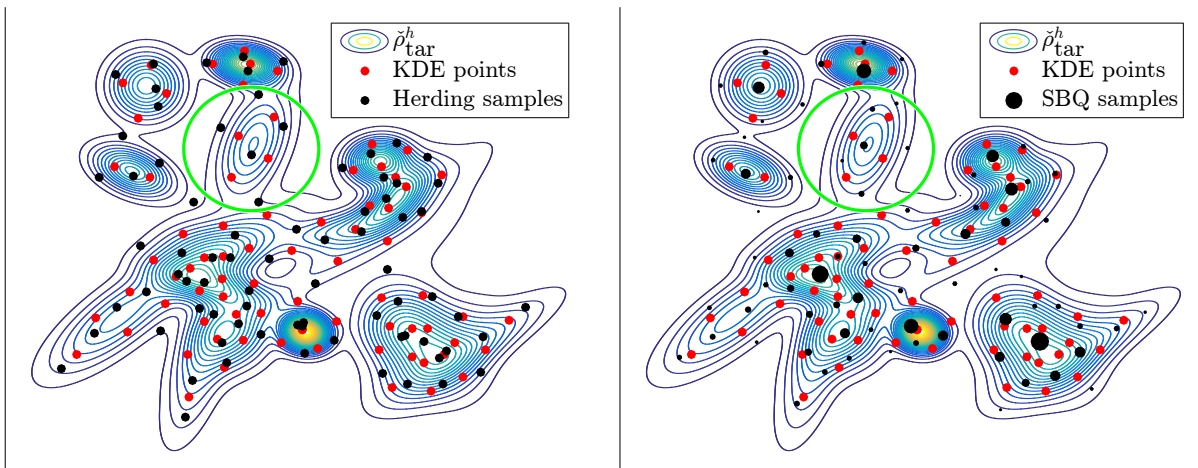 ρ̌ʰ_tar
KDE points
Herding samples
ρ̌ʰ_tar
KDE points
SBQ samples